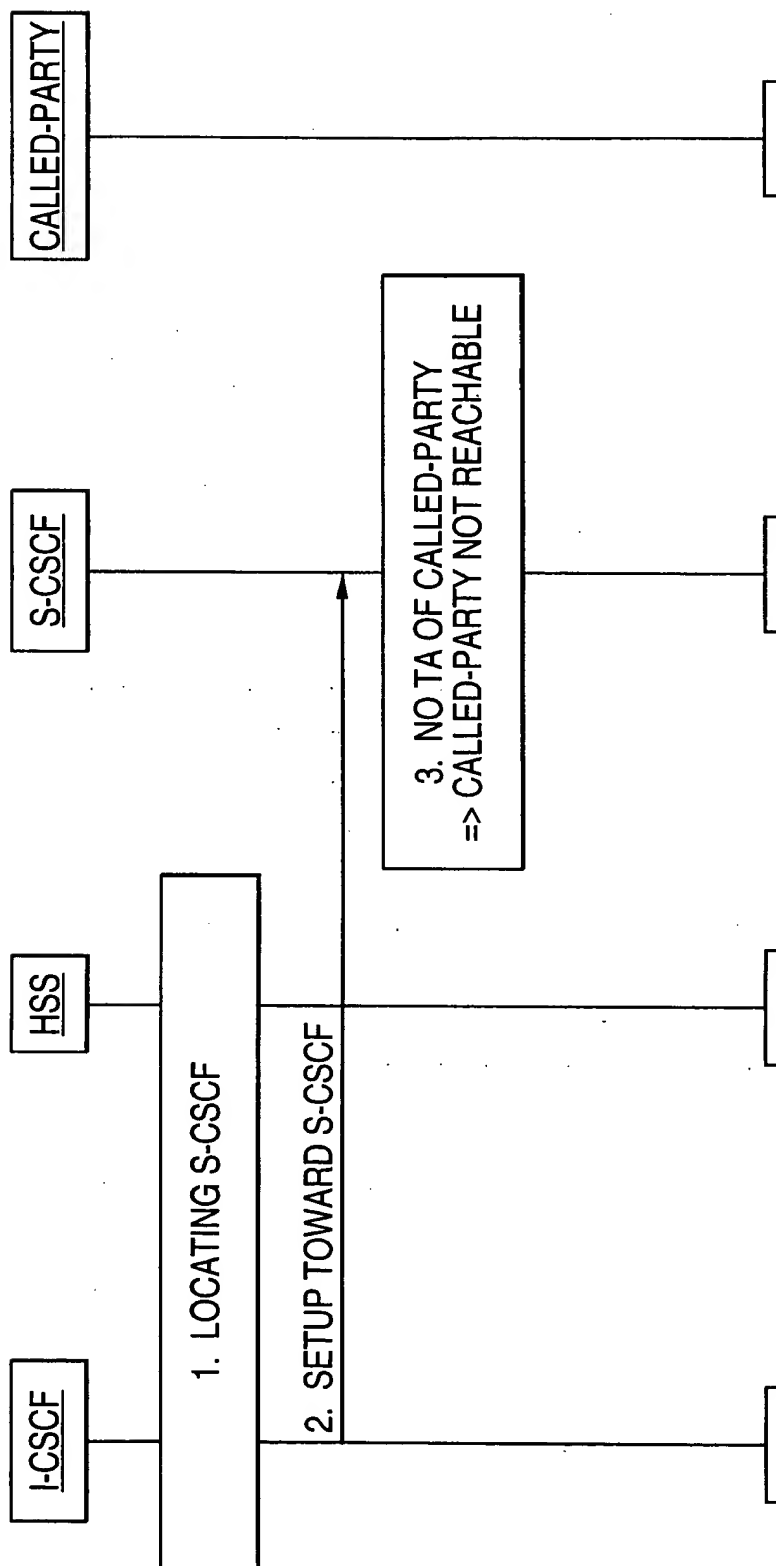 I-CSCF
HSS
S-CSCF
CALLED-PARTY
1. LOCATING S-CSCF
2. SETUP TOWARD S-CSCF
3. NO TA OF CALLED-PARTY
=> CALLED-PARTY NOT REACHABLE